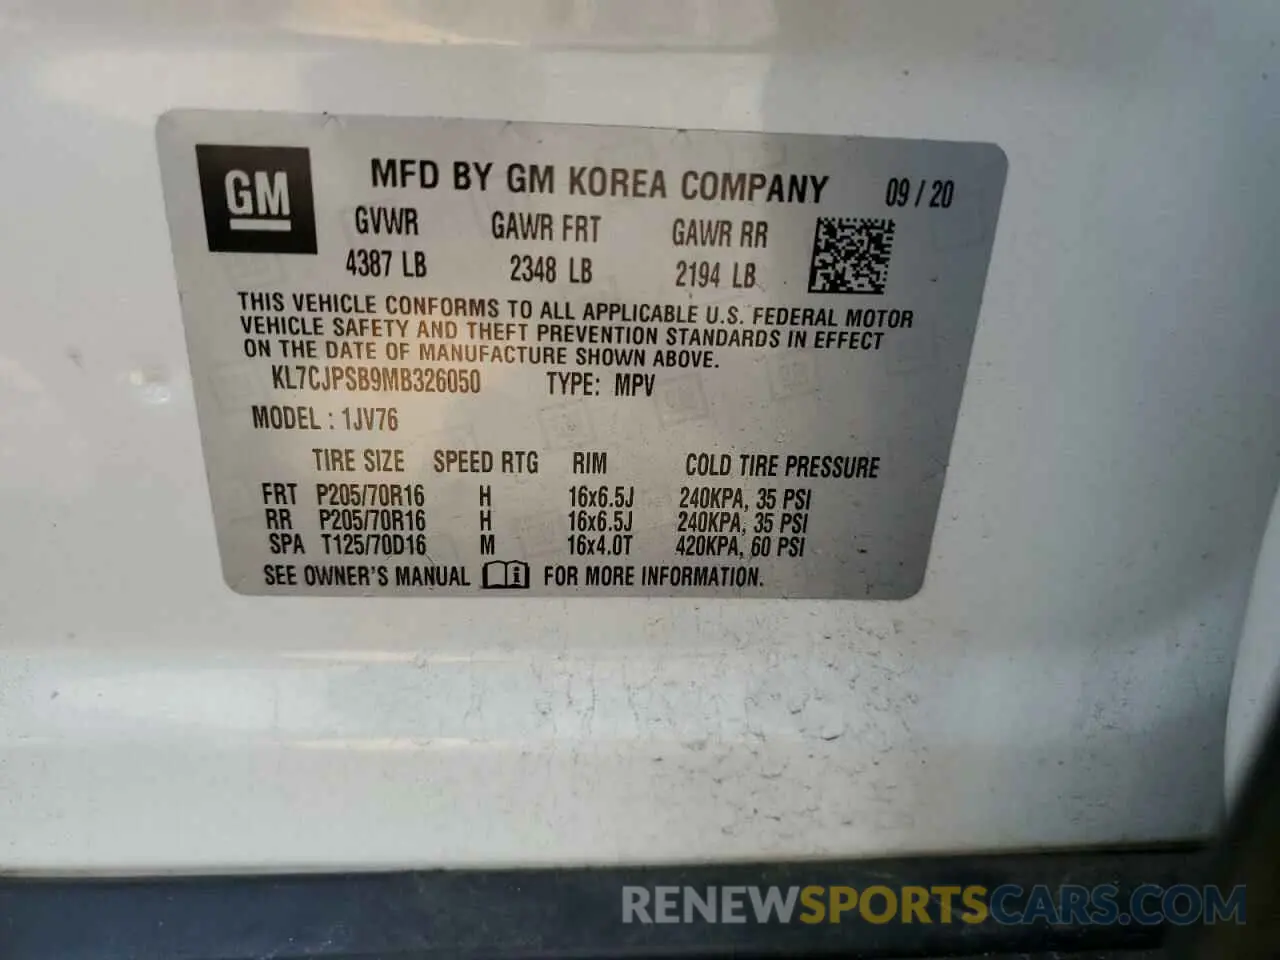 GM
MFD BY GM KOREA COMPANY 09 / 20
GVWR GAWR FRT GAWR RR
4387 LB 2348 LB 2194 LB
THIS VEHICLE CONFORMS TO ALL APPLICABLE U.S. FEDERAL MOTOR
VEHICLE SAFETY AND THEFT PREVENTION STANDARDS IN EFFECT
ON THE DATE OF MANUFACTURE SHOWN ABOVE.
KL7CJPSB9MB326050 TYPE: MPV
MODEL : 1JV76
TIRE SIZE SPEED RTG RIM COLD TIRE PRESSURE
FRT P205/70R16 H 16x6.5J 240KPA, 35 PSI
RR P205/70R16 H 16x6.5J 240KPA, 35 PSI
SPA T125/70D16 M 16x4.0T 420KPA, 60 PSI
SEE OWNER'S MANUAL FOR MORE INFORMATION.
RENEWSPORTSCARS.COM